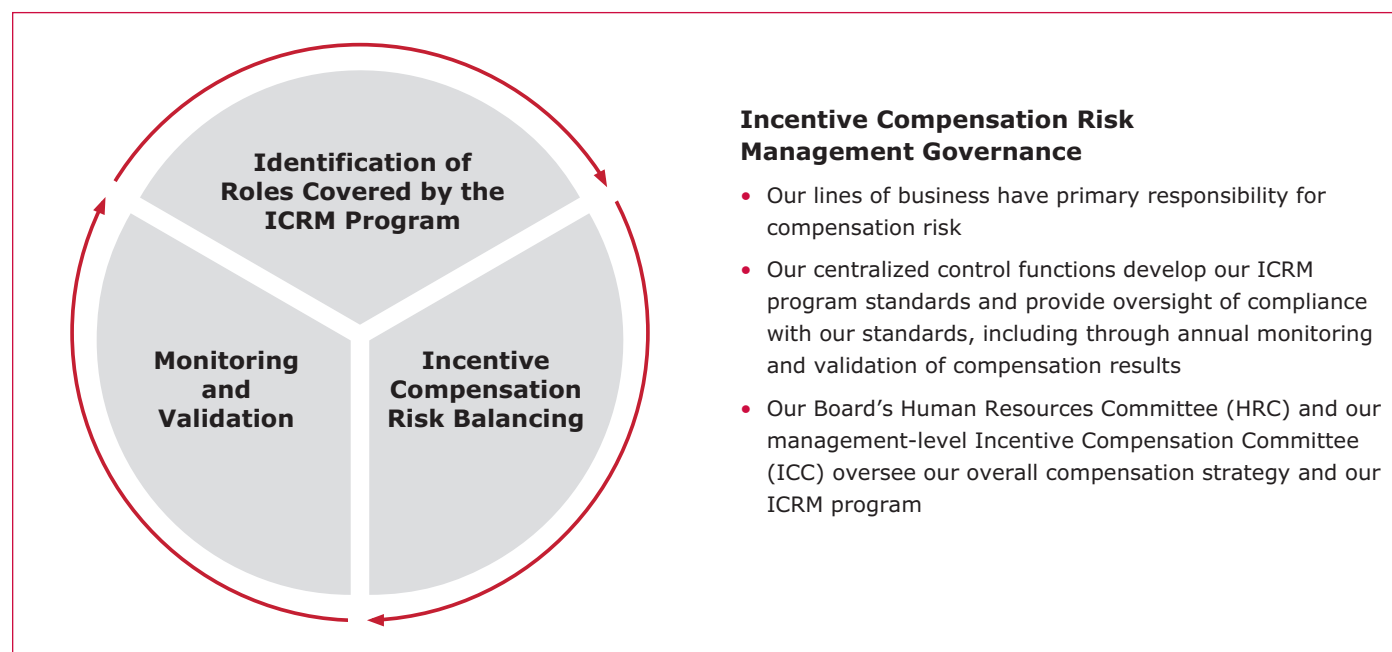 Identification of
Roles Covered by the
ICRM Program
Monitoring
and
Validation
Incentive
Compensation
Risk Balancing
Incentive Compensation Risk
Management Governance
• Our lines of business have primary responsibility for
compensation risk
• Our centralized control functions develop our ICRM
program standards and provide oversight of compliance
with our standards, including through annual monitoring
and validation of compensation results
• Our Board’s Human Resources Committee (HRC) and our
management-level Incentive Compensation Committee
(ICC) oversee our overall compensation strategy and our
ICRM program